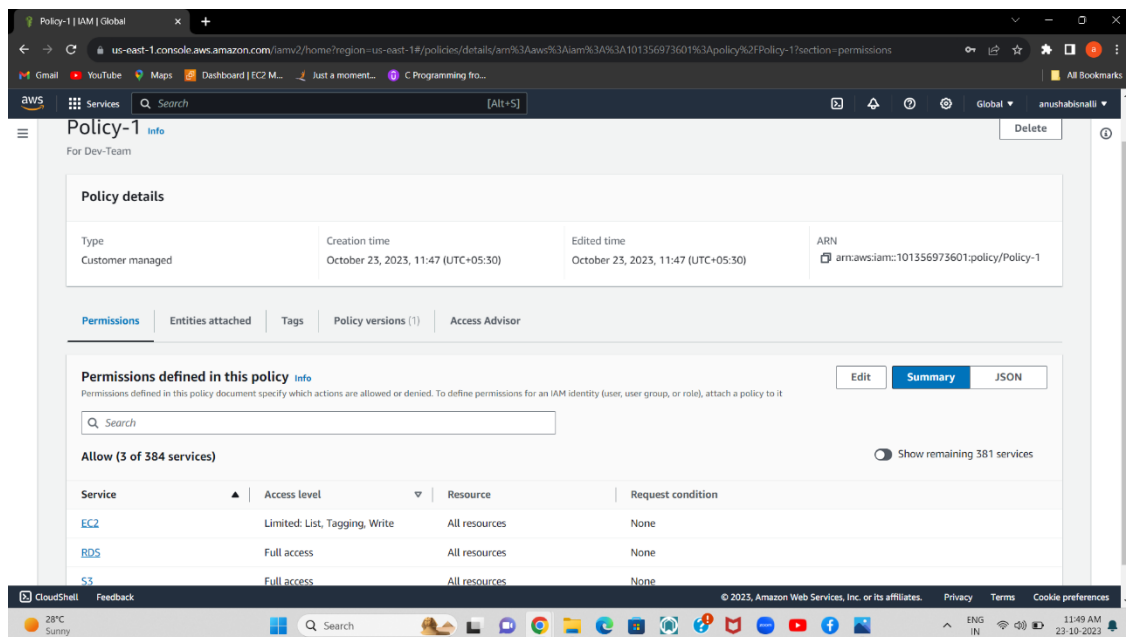 Policy-1 | IAM | Global
us-east-1.console.aws.amazon.com/iamv2/home?region=us-east-1#/policies/details/arn%3Aaws%3Aiam%3A%3A101356973601%3Apolicy%2FPolicy-1?section=permissions
a
Gmail YouTube Maps Dashboard | EC2 M... Just a moment... C Programming fro... All Bookmarks
aws Services Search [Alt+S] Global anushabisnalli
Policy-1 Info Delete
For Dev-Team
Policy details
Type Creation time Edited time ARN
Customer managed October 23, 2023, 11:47 (UTC+05:30) October 23, 2023, 11:47 (UTC+05:30) arn:aws:iam::101356973601:policy/Policy-1
Permissions Entities attached Tags Policy versions (1) Access Advisor
Permissions defined in this policy Info Edit Summary JSON
Permissions defined in this policy document specify which actions are allowed or denied. To define permissions for an IAM identity (user, user group, or role), attach a policy to it
Search
Allow (3 of 384 services) Show remaining 381 services
Service Access level Resource Request condition
EC2 Limited: List, Tagging, Write All resources None
RDS Full access All resources None
S3 Full access All resources None
CloudShell Feedback © 2023, Amazon Web Services, Inc. or its affiliates. Privacy Terms Cookie preferences
28°C ENG 11:49 AM
Sunny Search IN 23-10-2023